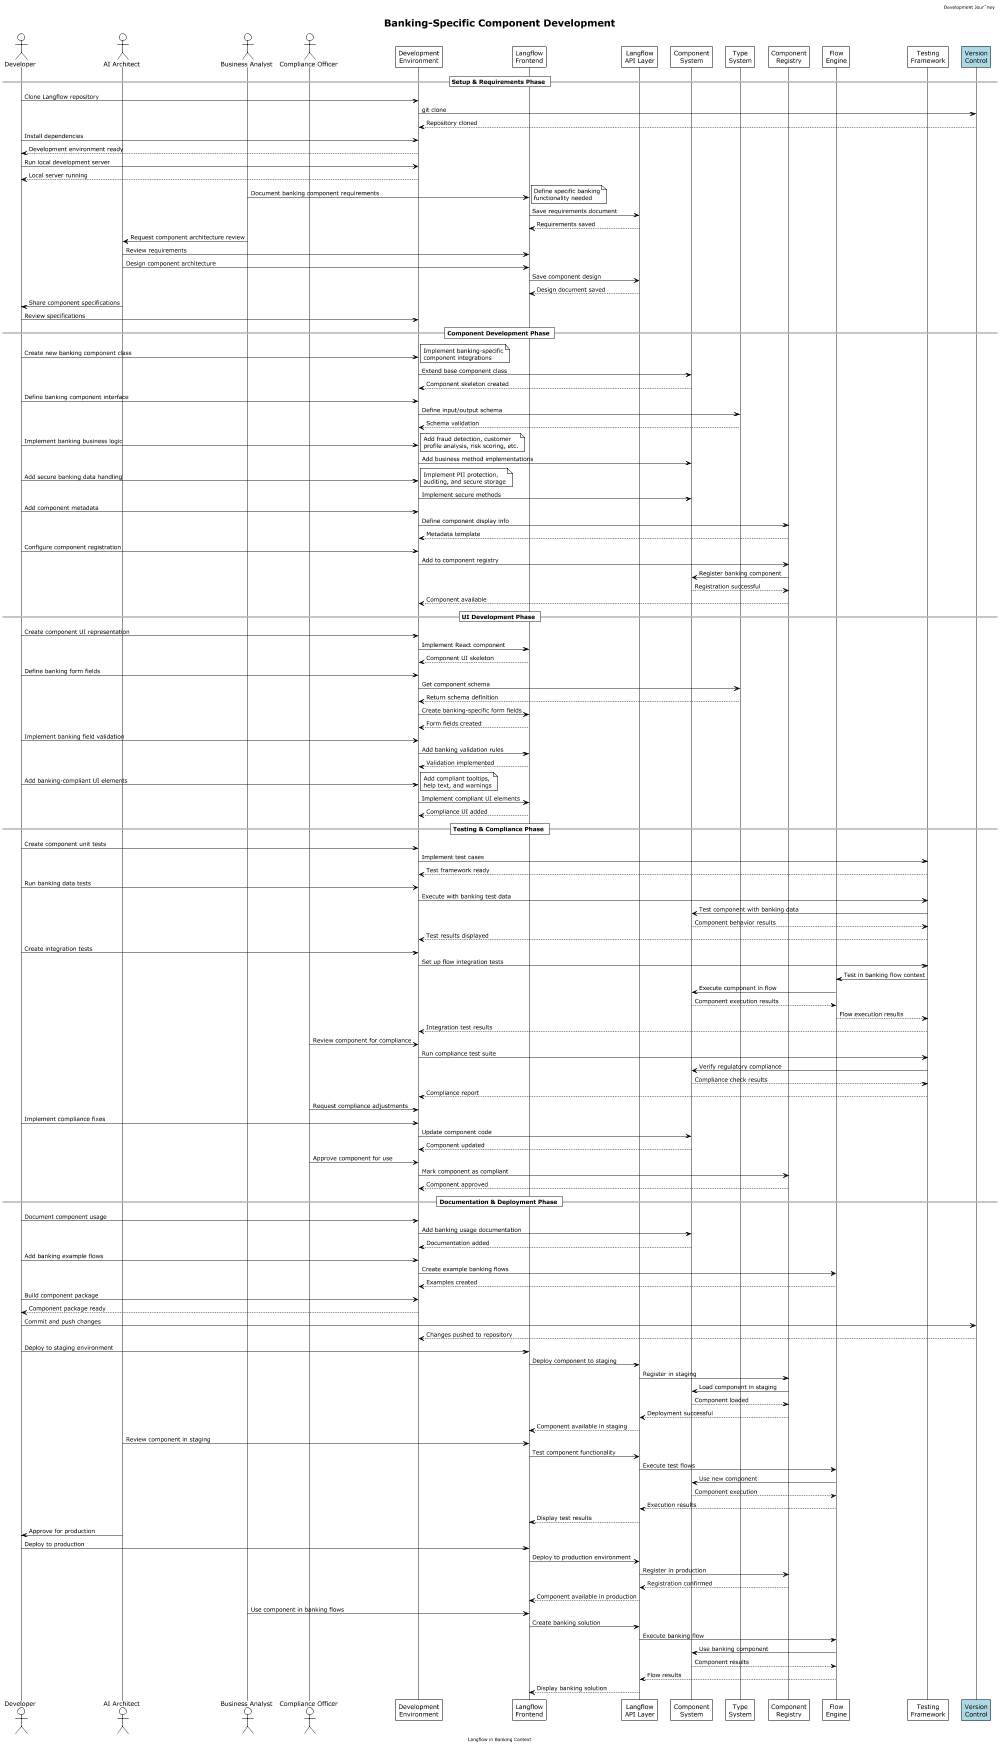 Development Jour˜ney
Banking-Specific Component Development
Developer
AI Architect
Business Analyst
Compliance Officer
Development
Environment
Langflow
Frontend
Langflow
API Layer
Component
System
Type
System
Component
Registry
Flow
Engine
Testing
Framework
Version
Control
Setup & Requirements Phase
Clone Langflow repository
git clone
Repository cloned
Install dependencies
Development environment ready
Run local development server
Local server running
Document banking component requirements
Define specific banking
functionality needed
Save requirements document
Requirements saved
Request component architecture review
Review requirements
Design component architecture
Save component design
Design document saved
Share component specifications
Review specifications
Component Development Phase
Create new banking component class
Implement banking-specific
component integrations
Extend base component class
Component skeleton created
Define banking component interface
Define input/output schema
Schema validation
Implement banking business logic
Add fraud detection, customer
profile analysis, risk scoring, etc.
Add business method implementations
Add secure banking data handling
Implement PII protection,
auditing, and secure storage
Implement secure methods
Add component metadata
Define component display info
Metadata template
Configure component registration
Add to component registry
Register banking component
Registration successful
Component available
UI Development Phase
Create component UI representation
Implement React component
Component UI skeleton
Define banking form fields
Get component schema
Return schema definition
Create banking-specific form fields
Form fields created
Implement banking field validation
Add banking validation rules
Validation implemented
Add banking-compliant UI elements
Add compliant tooltips,
help text, and warnings
Implement compliant UI elements
Compliance UI added
Testing & Compliance Phase
Create component unit tests
Implement test cases
Test framework ready
Run banking data tests
Execute with banking test data
Test component with banking data
Component behavior results
Test results displayed
Create integration tests
Set up flow integration tests
Test in banking flow context
Execute component in flow
Component execution results
Flow execution results
Integration test results
Review component for compliance
Run compliance test suite
Verify regulatory compliance
Compliance check results
Compliance report
Request compliance adjustments
Implement compliance fixes
Update component code
Component updated
Approve component for use
Mark component as compliant
Component approved
Documentation & Deployment Phase
Document component usage
Add banking usage documentation
Documentation added
Add banking example flows
Create example banking flows
Examples created
Build component package
Component package ready
Commit and push changes
Changes pushed to repository
Deploy to staging environment
Deploy component to staging
Register in staging
Load component in staging
Component loaded
Deployment successful
Component available in staging
Review component in staging
Test component functionality
Execute test flows
Use new component
Component execution
Execution results
Display test results
Approve for production
Deploy to production
Deploy to production environment
Register in production
Registration confirmed
Component available in production
Use component in banking flows
Create banking solution
Execute banking flow
Use banking component
Component results
Flow results
Display banking solution
Developer
AI Architect
Business Analyst
Compliance Officer
Development
Environment
Langflow
Frontend
Langflow
API Layer
Component
System
Type
System
Component
Registry
Flow
Engine
Testing
Framework
Version
Control
Langflow in Banking Context